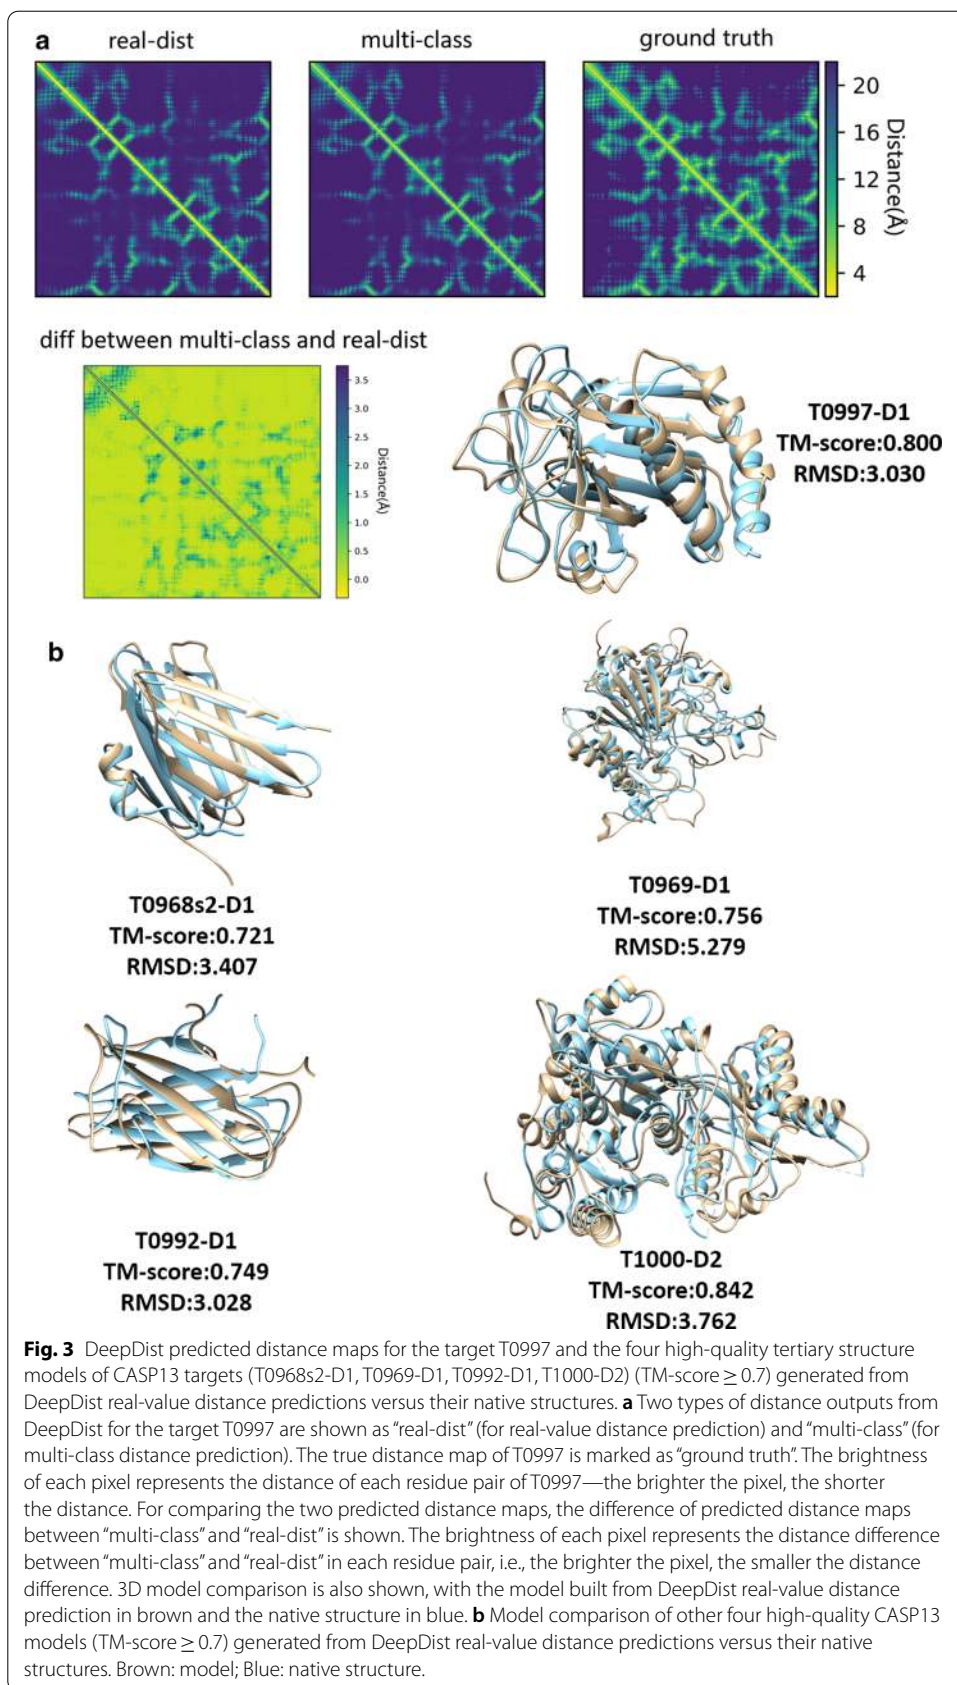 a
real-dist
multi-class
ground truth
20
16
12
8
4
Distance(Å)
diff between multi-class and real-dist
3.5
3.0
2.5
2.0
1.5
1.0
0.5
0.0
Distance(Å)
T0997-D1
TM-score:0.800
RMSD:3.030
b
T0968s2-D1
TM-score:0.721
RMSD:3.407
T0969-D1
TM-score:0.756
RMSD:5.279
T0992-D1
TM-score:0.749
RMSD:3.028
T1000-D2
TM-score:0.842
RMSD:3.762
Fig. 3 DeepDist predicted distance maps for the target T0997 and the four high-quality tertiary structure
models of CASP13 targets (T0968s2-D1, T0969-D1, T0992-D1, T1000-D2) (TM-score ≥ 0.7) generated from
DeepDist real-value distance predictions versus their native structures. a Two types of distance outputs from
DeepDist for the target T0997 are shown as “real-dist” (for real-value distance prediction) and “multi-class” (for
multi-class distance prediction). The true distance map of T0997 is marked as “ground truth”. The brightness
of each pixel represents the distance of each residue pair of T0997—the brighter the pixel, the shorter
the distance. For comparing the two predicted distance maps, the difference of predicted distance maps
between “multi-class” and “real-dist” is shown. The brightness of each pixel represents the distance difference
between “multi-class” and “real-dist” in each residue pair, i.e., the brighter the pixel, the smaller the distance
difference. 3D model comparison is also shown, with the model built from DeepDist real-value distance
prediction in brown and the native structure in blue. b Model comparison of other four high-quality CASP13
models (TM-score ≥ 0.7) generated from DeepDist real-value distance predictions versus their native
structures. Brown: model; Blue: native structure.